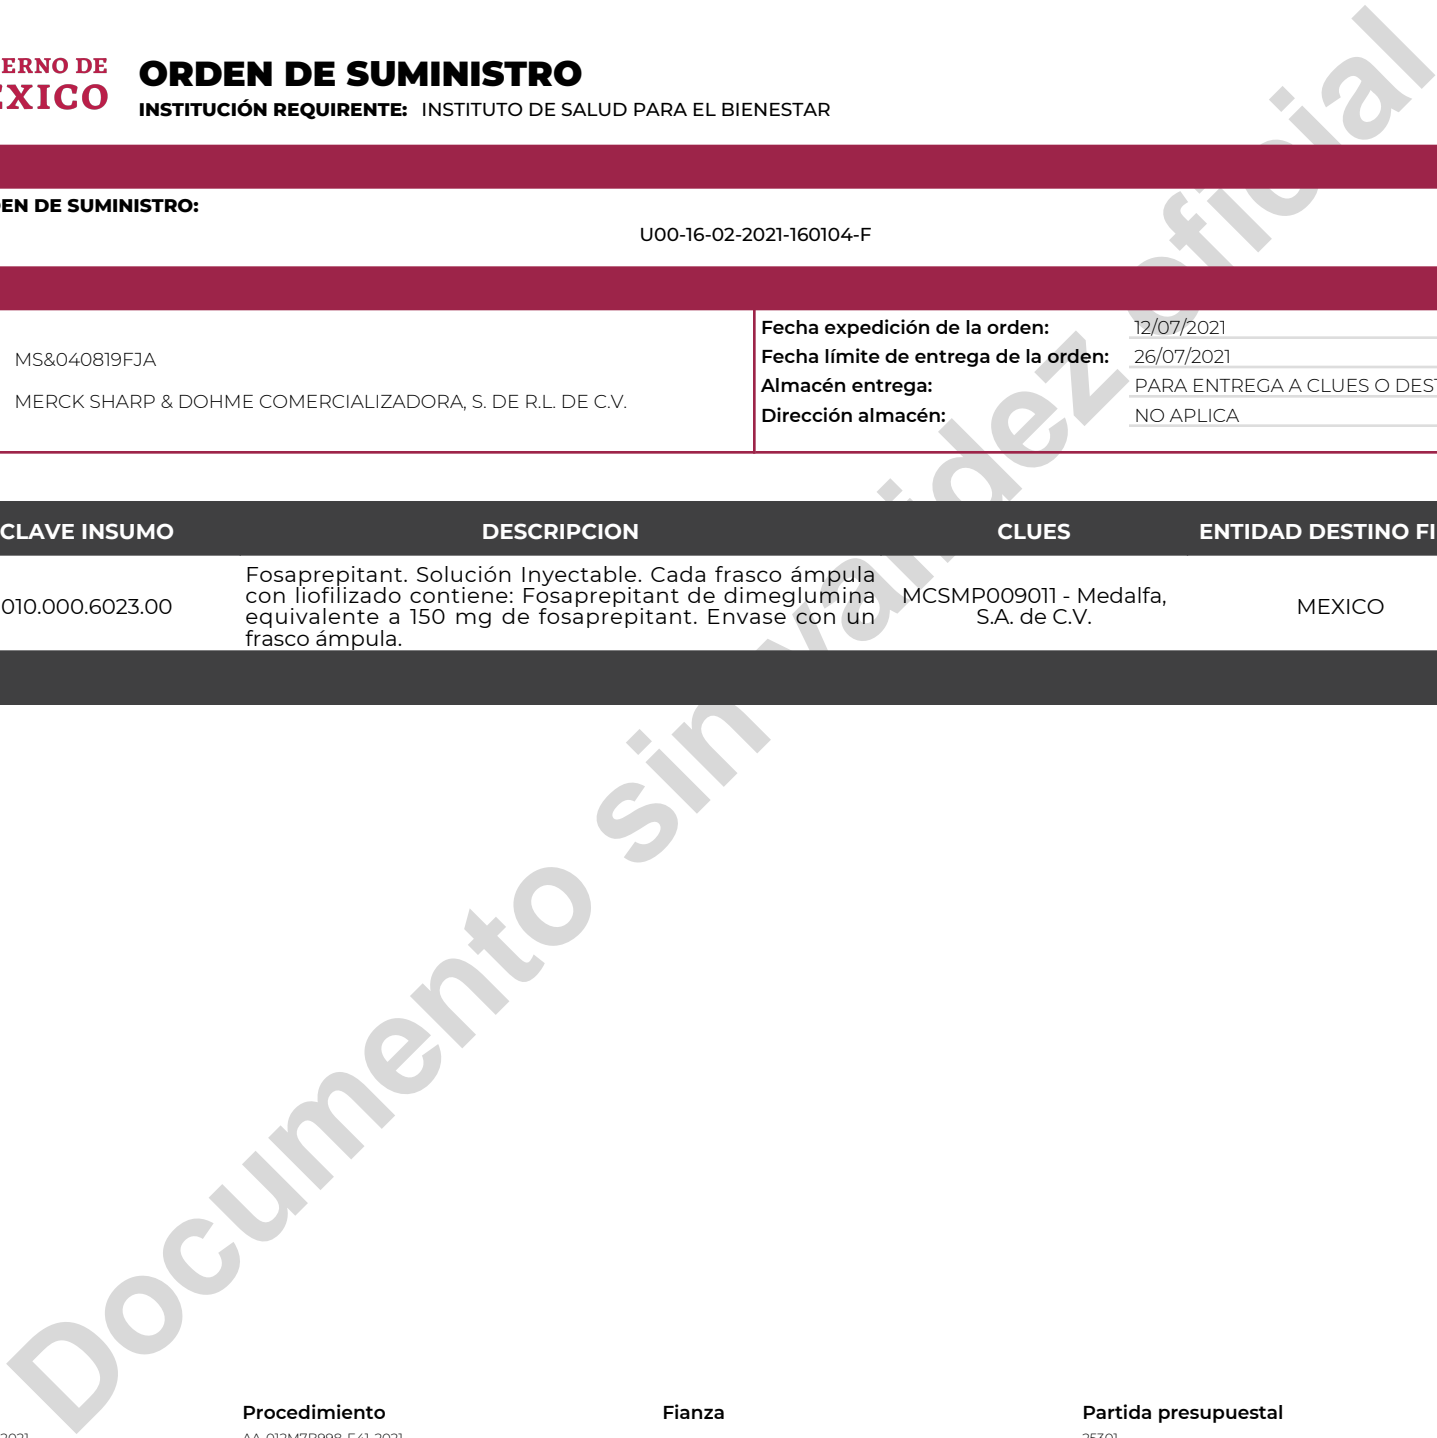 ERNO DE
EXICO
ORDEN DE SUMINISTRO
INSTITUCIÓN REQUIRENTE: INSTITUTO DE SALUD PARA EL BIENESTAR
EN DE SUMINISTRO:
U00-16-02-2021-160104-F
MS&040819FJA
MERCK SHARP & DOHME COMERCIALIZADORA, S. DE R.L. DE C.V.
Fecha expedición de la orden: 12/07/2021
Fecha límite de entrega de la orden: 26/07/2021
Almacén entrega: PARA ENTREGA A CLUES O DEST
Dirección almacén: NO APLICA
CLAVE INSUMO DESCRIPCION CLUES ENTIDAD DESTINO FI
010.000.6023.00
Fosaprepitant. Solución Inyectable. Cada frasco ámpula
con liofilizado contiene: Fosaprepitant de dimeglumina
equivalente a 150 mg de fosaprepitant. Envase con un
frasco ámpula.
MCSMP009011 - Medalfa,
S.A. de C.V.
MEXICO
Documento sin validez oficial
Procedimiento Fianza Partida presupuestal